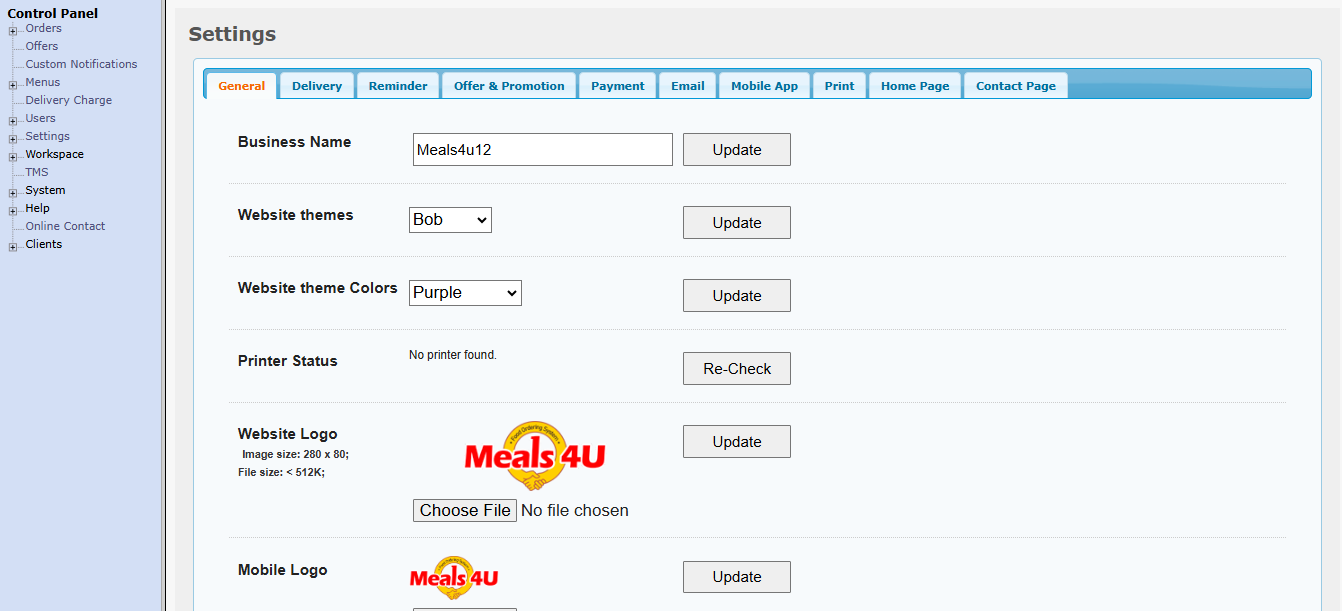 Control Panel
Orders
Offers
Custom Notifications
Menus
Delivery Charge
Users
Settings
Workspace
TMS
System
Help
Online Contact
Clients
Settings
General Delivery Reminder Offer & Promotion Payment Email Mobile App Print Home Page Contact Page
Business Name Meals4u12 Update
Website themes Bob Update
Website theme Colors Purple Update
Printer Status No printer found. Re-Check
Website Logo Update
Image size: 280 x 80;
File size: < 512K;
Food Ordering System
Meals 4U
Choose File No file chosen
Mobile Logo Update
Food Ordering System
Meals 4U